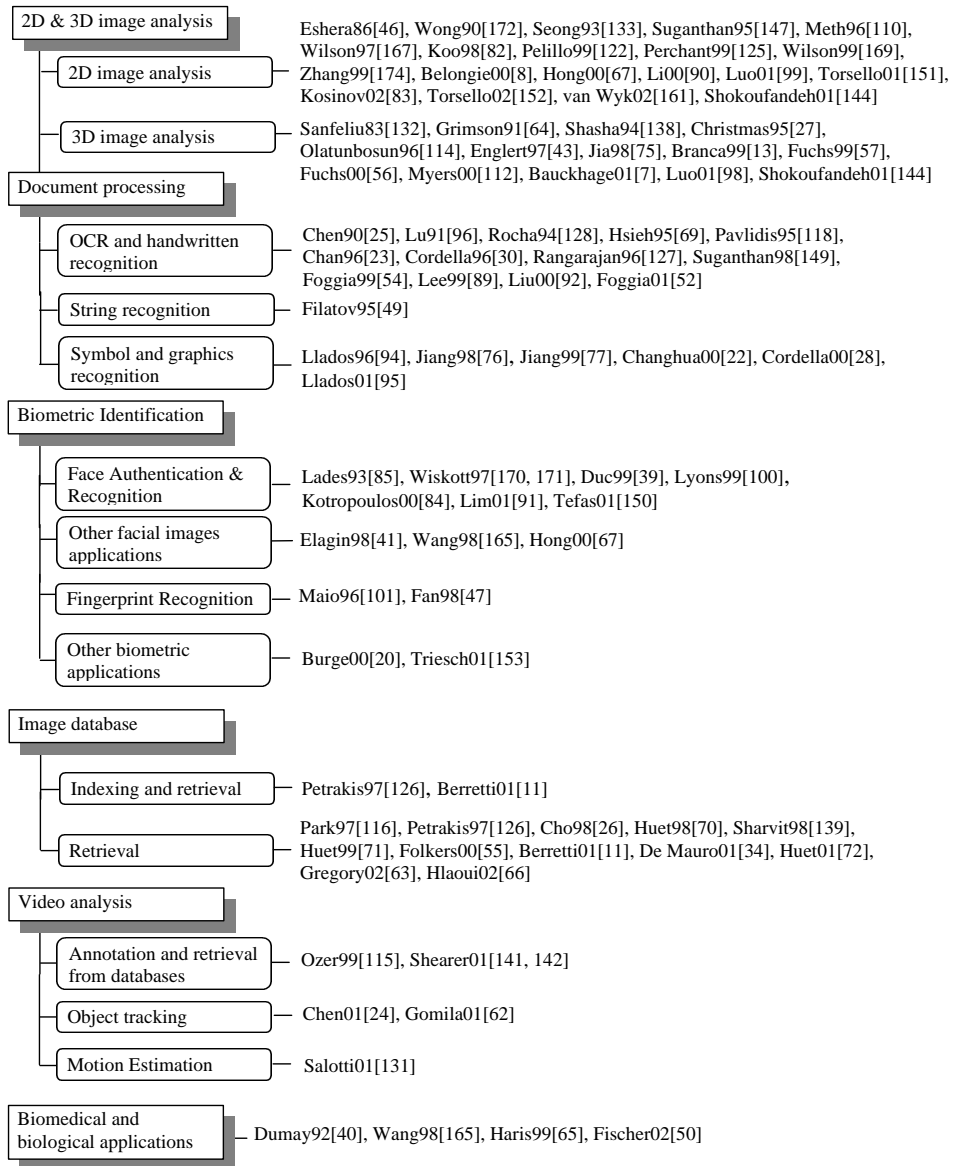 2D & 3D image analysis
Eshera86[46], Wong90[172], Seong93[133], Suganthan95[147], Meth96[110],
Wilson97[167], Koo98[82], Pelillo99[122], Perchant99[125], Wilson99[169],
2D image analysis
Zhang99[174], Belongie00[8], Hong00[67], Li00[90], Luo01[99], Torsello01[151],
Kosinov02[83], Torsello02[152], van Wyk02[161], Shokoufandeh01[144]
3D image analysis
Sanfeliu83[132], Grimson91[64], Shasha94[138], Christmas95[27],
Olatunbosun96[114], Englert97[43], Jia98[75], Branca99[13], Fuchs99[57],
Fuchs00[56], Myers00[112], Bauckhage01[7], Luo01[98], Shokoufandeh01[144]
Document processing
OCR and handwritten
recognition
Chen90[25], Lu91[96], Rocha94[128], Hsieh95[69], Pavlidis95[118],
Chan96[23], Cordella96[30], Rangarajan96[127], Suganthan98[149],
Foggia99[54], Lee99[89], Liu00[92], Foggia01[52]
String recognition
Filatov95[49]
Symbol and graphics
recognition
Llados96[94], Jiang98[76], Jiang99[77], Changhua00[22], Cordella00[28],
Llados01[95]
Biometric Identification
Face Authentication &
Recognition
Lades93[85], Wiskott97[170, 171], Duc99[39], Lyons99[100],
Kotropoulos00[84], Lim01[91], Tefas01[150]
Other facial images
applications
Elagin98[41], Wang98[165], Hong00[67]
Fingerprint Recognition
Maio96[101], Fan98[47]
Other biometric
applications
Burge00[20], Triesch01[153]
Image database
Indexing and retrieval
Petrakis97[126], Berretti01[11]
Retrieval
Park97[116], Petrakis97[126], Cho98[26], Huet98[70], Sharvit98[139],
Huet99[71], Folkers00[55], Berretti01[11], De Mauro01[34], Huet01[72],
Gregory02[63], Hlaoui02[66]
Video analysis
Annotation and retrieval
from databases
Ozer99[115], Shearer01[141, 142]
Object tracking
Chen01[24], Gomila01[62]
Motion Estimation
Salotti01[131]
Biomedical and
biological applications
Dumay92[40], Wang98[165], Haris99[65], Fischer02[50]